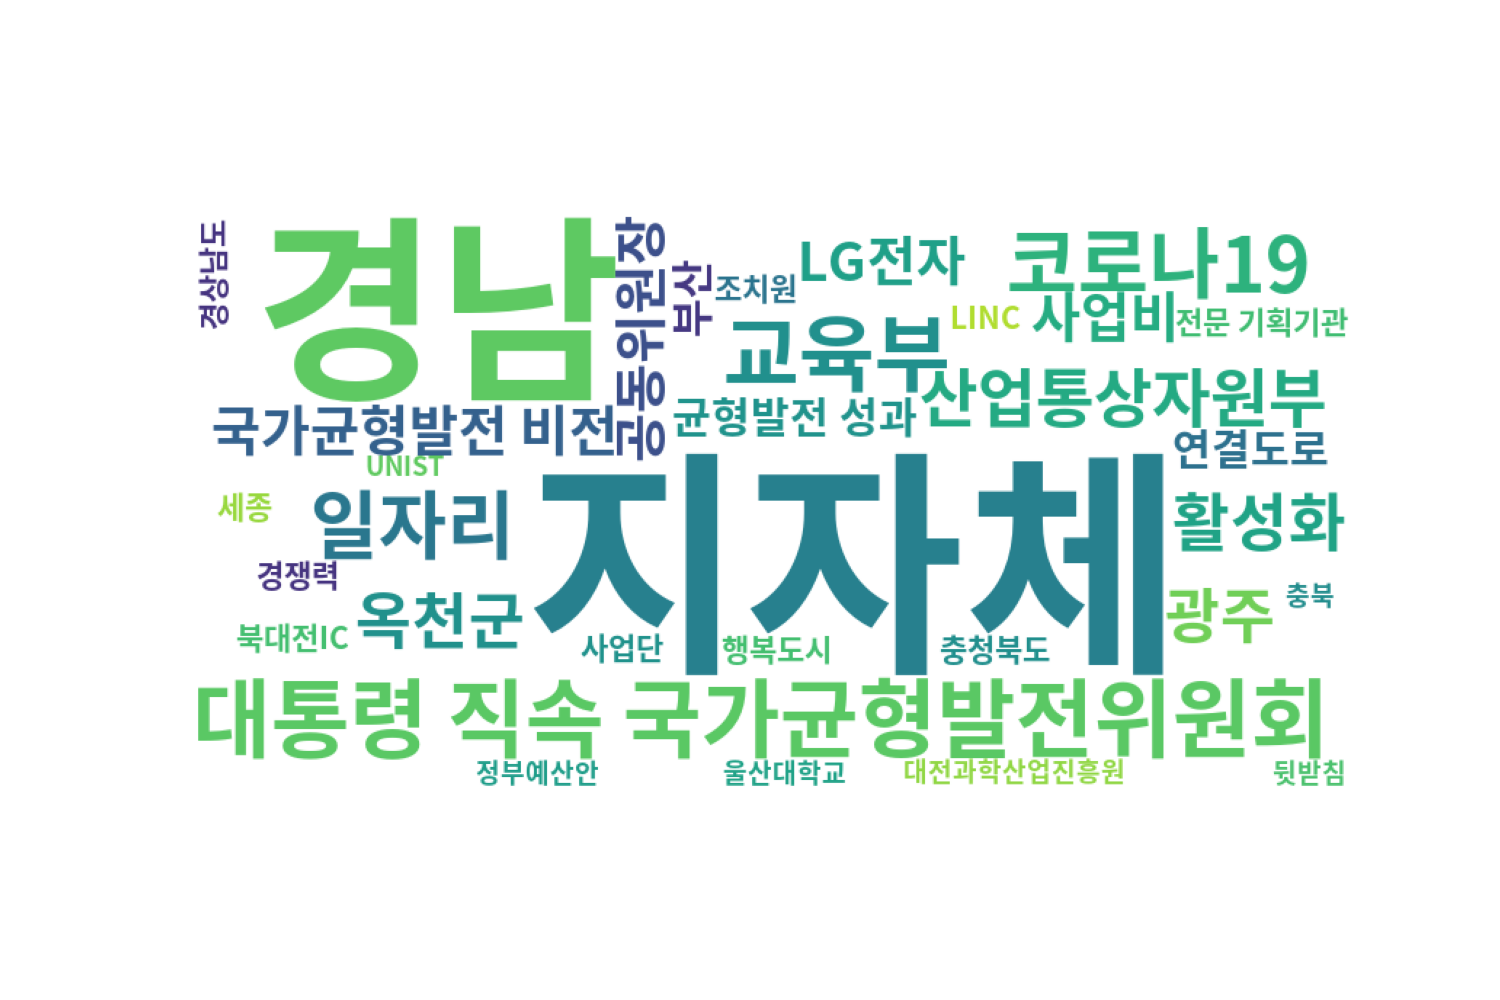 경상남도
경남
공동위원장
부산
조치원
LG전자
코로나19
LINC
사업비
전문 기획기관
교육부
산업통상자원부
국가균형발전 비전
균형발전 성과
연결도로
UNIST
세종
일자리
지자체
활성화
경쟁력
옥천군
광주
충북
북대전IC
사업단
행복도시
충청북도
대통령 직속 국가균형발전위원회
정부예산안
울산대학교
대전과학산업진흥원
뒷받침